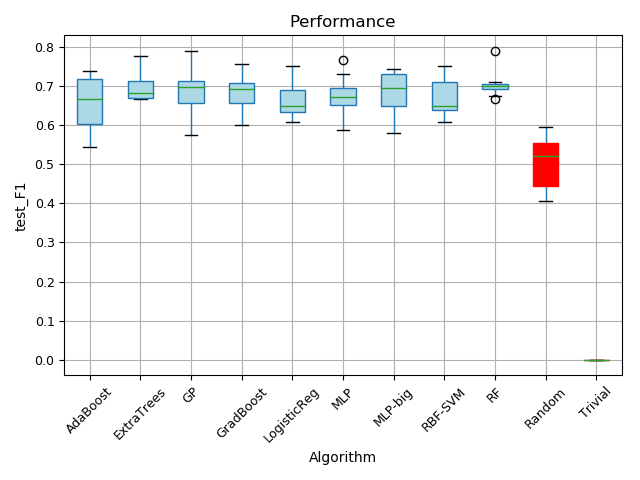 Performance
test_F1
0.8
0.7
0.6
0.5
0.4
0.3
0.2
0.1
0.0
AdaBoost
ExtraTrees
GP
GradBoost
LogisticReg
MLP
MLP-big
RBF-SVM
RF
Random
Trivial
Algorithm